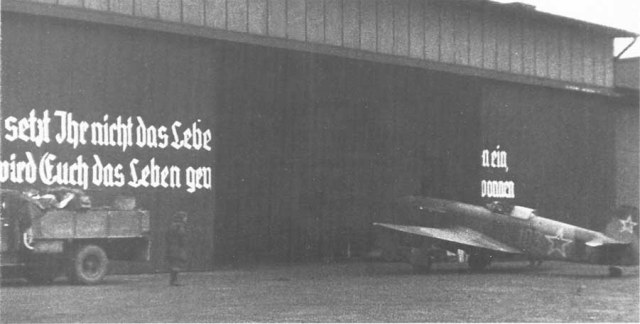 setzt Ihr nicht das Lebe n ein,
wird Euch das Leben gew onnen